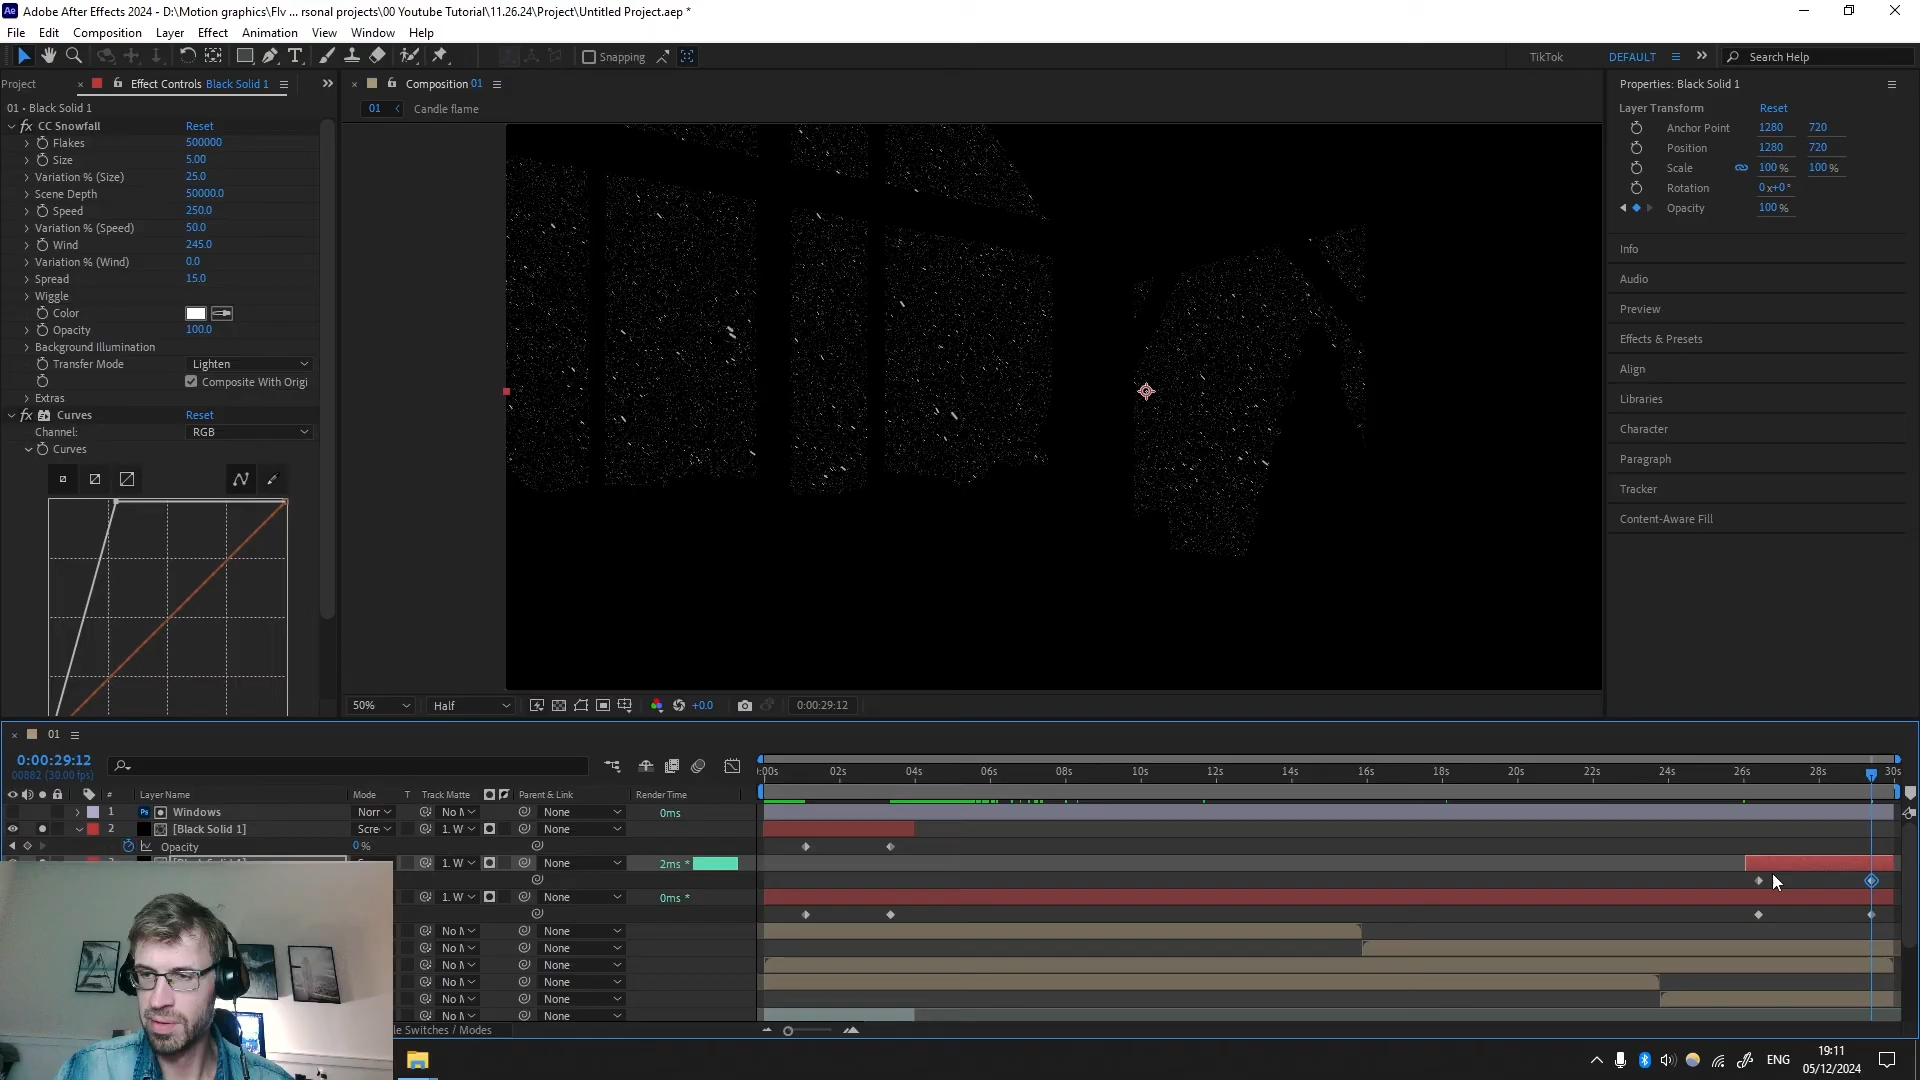 Adobe After Effects 2024 - D:\Motion graphics\Flv ... rsonal projects\00 Youtube Tutorial\11.26.24\Project\Untitled Project.aep *
File Edit Composition Layer Effect Animation View Window Help
Snapping
TikTok DEFAULT Search Help
Project Effect Controls Black Solid 1
Composition 01
Properties: Black Solid 1
01 • Black Solid 1
01 Candle flame
Layer Transform Reset
fx CC Snowfall Reset
Flakes 500000
Size 5.00
Variation % (Size) 25.0
Scene Depth 50000.0
Speed 250.0
Variation % (Speed) 50.0
Wind 245.0
Variation % (Wind) 0.0
Spread 15.0
Wiggle
Color
Opacity 100.0
Background Illumination
Transfer Mode Lighten
Composite With Origi
Extras
fx Curves Reset
Channel: RGB
Curves
Anchor Point 1280 720
Position 1280 720
Scale 100 % 100 %
Rotation 0 x+0 °
Opacity 100 %
Info
Audio
Preview
Effects & Presets
Align
Libraries
Character
Paragraph
Tracker
Content-Aware Fill
50% Half +0.0 0:00:29:12
01
0:00:29:12
00882 (30.00 fps)
:00s 02s 04s 06s 08s 10s 12s 14s 16s 18s 20s 22s 24s 26s 28s 30s
# Layer Name Mode T Track Matte Parent & Link Render Time
1 Ps Windows Norr No M None 0ms
2 [Black Solid 1] Scre 1. W None
Opacity 0 %
1. W None 2ms *
1. W None 0ms *
No M None
No M None
No M None
No M None
No M None
No M None
le Switches / Modes
ENG
19:11
05/12/2024